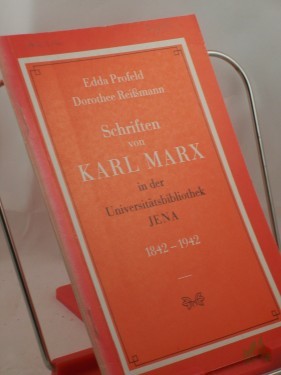 Edda Profeld
Dorothee Reißmann
Schriften
von
KARL MARX
in der
Universitätsbibliothek
JENA
1842–1942